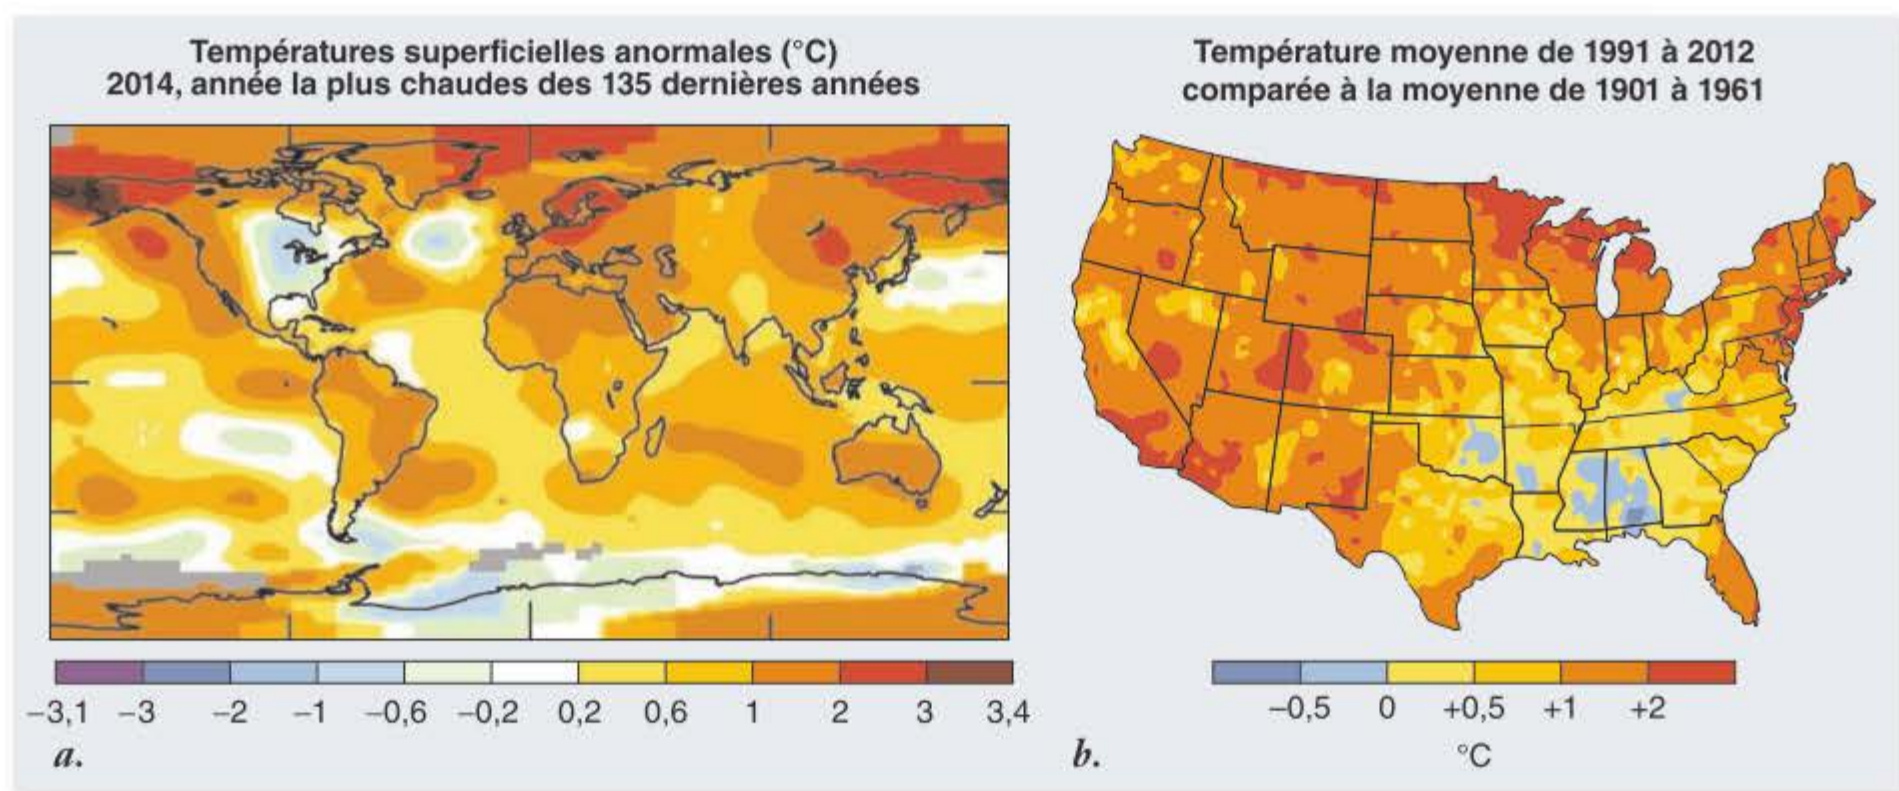 Températures superficielles anormales (°C)
2014, année la plus chaudes des 135 dernières années
−3,1 −3 −2 −1 −0,6 −0,2 0,2 0,6 1 2 3 3,4
a.
Température moyenne de 1991 à 2012
comparée à la moyenne de 1901 à 1961
−0,5 0 +0,5 +1 +2
°C
b.